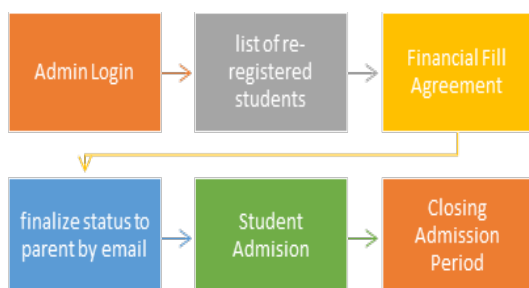 Admin Login
list of re-
registered
students
Financial Fill
Agreement
finalize status to
parent by email
Student
Admision
Closing
Admission
Period